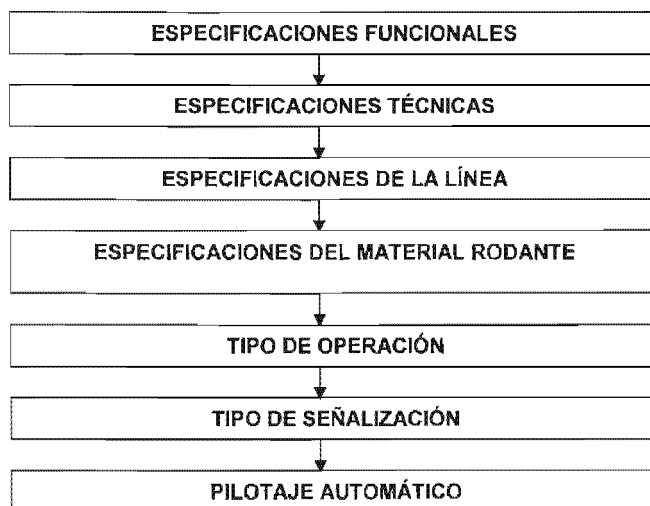 ESPECIFICACIONES FUNCIONALES
ESPECIFICACIONES TÉCNICAS
ESPECIFICACIONES DE LA LÍNEA
ESPECIFICACIONES DEL MATERIAL RODANTE
TIPO DE OPERACIÓN
TIPO DE SEÑALIZACIÓN
PILOTAJE AUTOMÁTICO